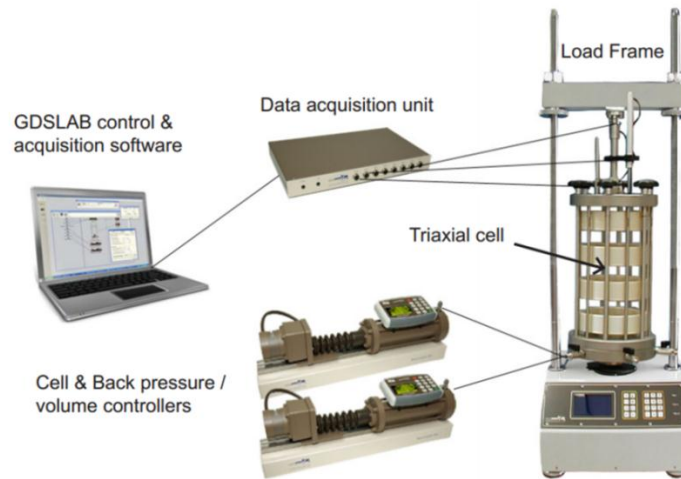 Load Frame
Data acquisition unit
GDSLAB control &
acquisition software
Triaxial cell
Cell & Back pressure /
volume controllers